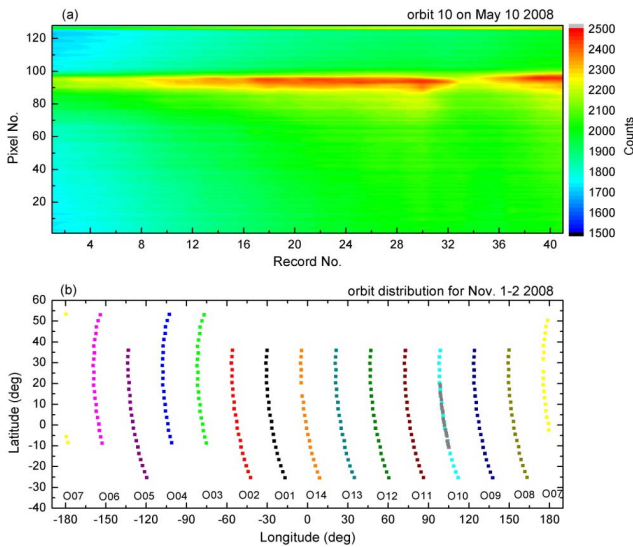 (a) orbit 10 on May 10 2008
Pixel No.
120
100
80
60
40
20
4 8 12 16 20 24 28 32 36 40
Record No.
2500
2400
2300
2200
2100
2000
1900
1800
1700
1600
1500
Counts
(b) orbit distribution for Nov. 1-2 2008
Latitude (deg)
60
50
40
30
20
10
0
-10
-20
-30
-40
O07 O06 O05 O04 O03 O02 O01 O14 O13 O12 O11 O10 O09 O08 O07
-180 -150 -120 -90 -60 -30 0 30 60 90 120 150 180
Longitude (deg)